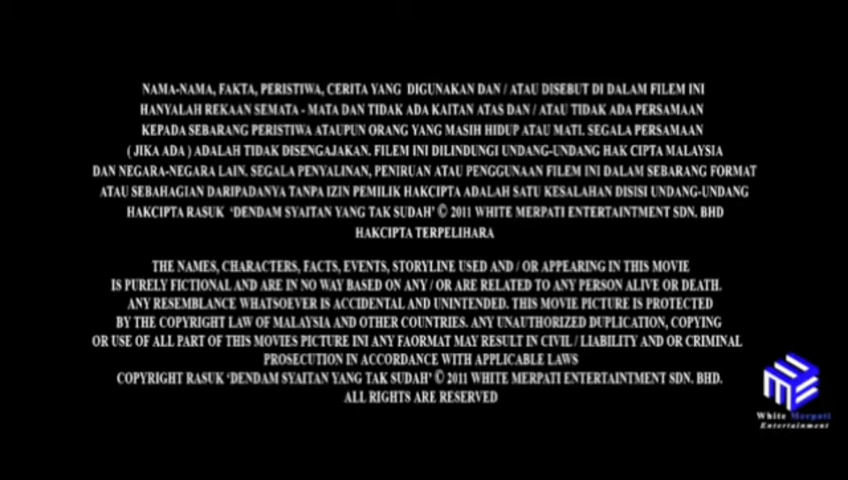 NAMA-NAMA, FAKTA, PERISTIWA, CERITA YANG DIGUNAKAN DAN / ATAU DISEBUT DI DALAM FILEM INI
HANYALAH REKAAN SEMATA - MATA DAN TIDAK ADA KAITAN ATAS DAN / ATAU TIDAK ADA PERSAMAAN
KEPADA SEBARANG PERISTIWA ATAUPUN ORANG YANG MASIH HIDUP ATAU MATI. SEGALA PERSAMAAN
( JIKA ADA ) ADALAH TIDAK DISENGAJAKAN. FILEM INI DILINDUNGI UNDANG-UNDANG HAK CIPTA MALAYSIA
DAN NEGARA-NEGARA LAIN. SEGALA PENYALINAN, PENIRUAN ATAU PENGGUNAAN FILEM INI DALAM SEBARANG FORMAT
ATAU SEBAHAGIAN DARIPADANYA TANPA IZIN PEMILIK HAKCIPTA ADALAH SATU KESALAHAN DISISI UNDANG-UNDANG
HAKCIPTA RASUK 'DENDAM SYAITAN YANG TAK SUDAH' © 2011 WHITE MERPATI ENTERTAINTMENT SDN. BHD
HAKCIPTA TERPELIHARA
THE NAMES, CHARACTERS, FACTS, EVENTS, STORYLINE USED AND / OR APPEARING IN THIS MOVIE
IS PURELY FICTIONAL AND ARE IN NO WAY BASED ON ANY / OR ARE RELATED TO ANY PERSON ALIVE OR DEATH.
ANY RESEMBLANCE WHATSOEVER IS ACCIDENTAL AND UNINTENDED. THIS MOVIE PICTURE IS PROTECTED
BY THE COPYRIGHT LAW OF MALAYSIA AND OTHER COUNTRIES. ANY UNAUTHORIZED DUPLICATION, COPYING
OR USE OF ALL PART OF THIS MOVIES PICTURE INI ANY FAORMAT MAY RESULT IN CIVIL / LIABILITY AND OR CRIMINAL
PROSECUTION IN ACCORDANCE WITH APPLICABLE LAWS
COPYRIGHT RASUK 'DENDAM SYAITAN YANG TAK SUDAH' © 2011 WHITE MERPATI ENTERTAINTMENT SDN. BHD.
ALL RIGHTS ARE RESERVED
White Merpati
Entertainment